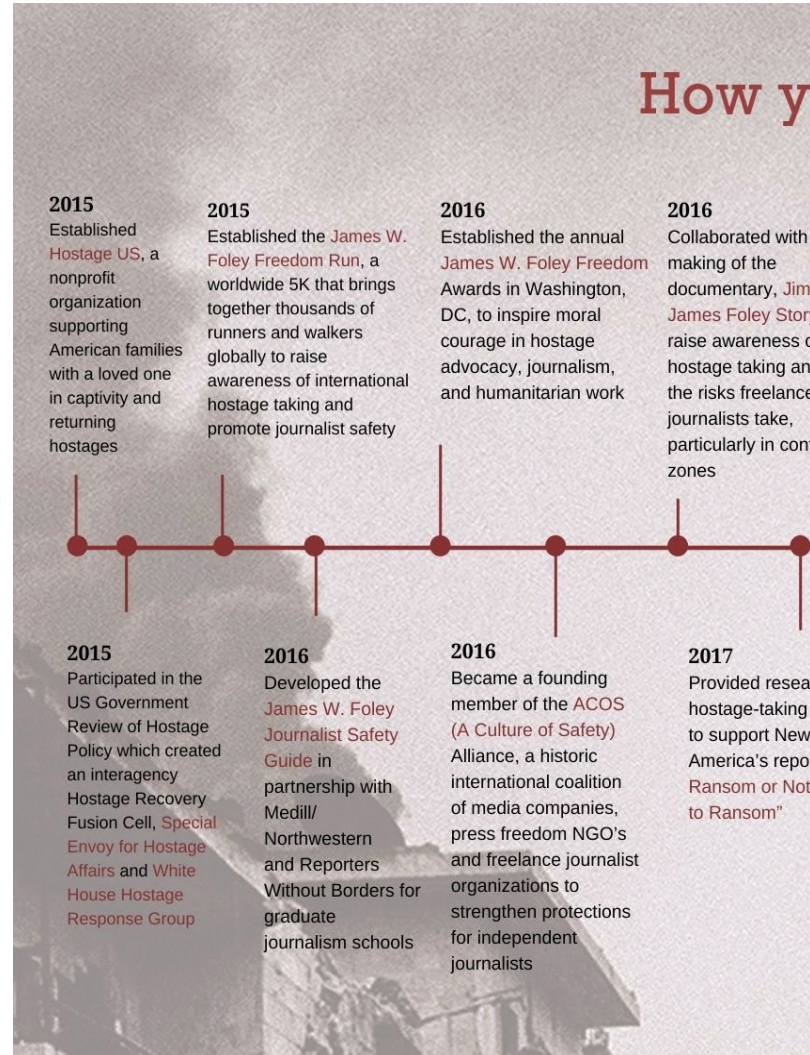 How y
2015
Established
Hostage US, a
nonprofit
organization
supporting
American families
with a loved one
in captivity and
returning
hostages
2015
Established the James W.
Foley Freedom Run, a
worldwide 5K that brings
together thousands of
runners and walkers
globally to raise
awareness of international
hostage taking and
promote journalist safety
2016
Established the annual
James W. Foley Freedom
Awards in Washington,
DC, to inspire moral
courage in hostage
advocacy, journalism,
and humanitarian work
2016
Collaborated with
making of the
documentary, Jim
James Foley Stor
raise awareness o
hostage taking an
the risks freelance
journalists take,
particularly in con
zones
2015
Participated in the
US Government
Review of Hostage
Policy which created
an interagency
Hostage Recovery
Fusion Cell, Special
Envoy for Hostage
Affairs and White
House Hostage
Response Group
2016
Developed the
James W. Foley
Journalist Safety
Guide in
partnership with
Medill/
Northwestern
and Reporters
Without Borders for
graduate
journalism schools
2016
Became a founding
member of the ACOS
(A Culture of Safety)
Alliance, a historic
international coalition
of media companies,
press freedom NGO's
and freelance journalist
organizations to
strengthen protections
for independent
journalists
2017
Provided resea
hostage-taking
to support New
America's repo
Ransom or Not
to Ransom"